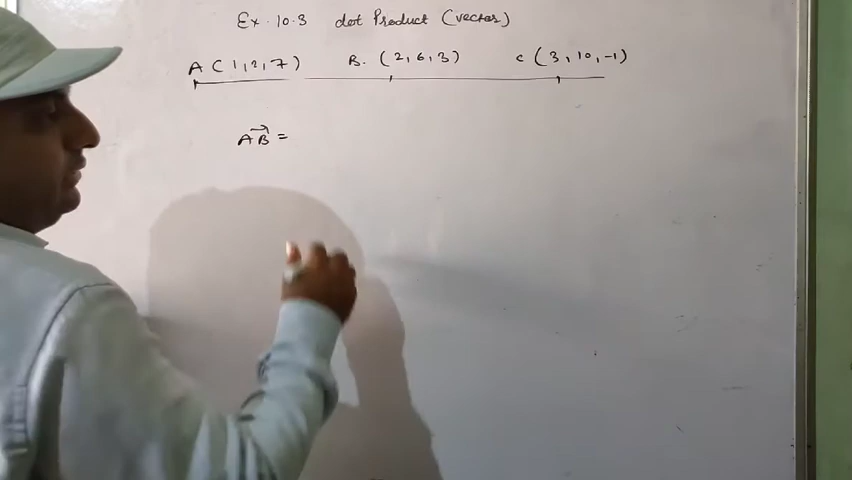 Ex. 10.3 dot Product (vector)
A (1,2,7) B. (2,6,3) C (3,10,-1)
AB⃗ =